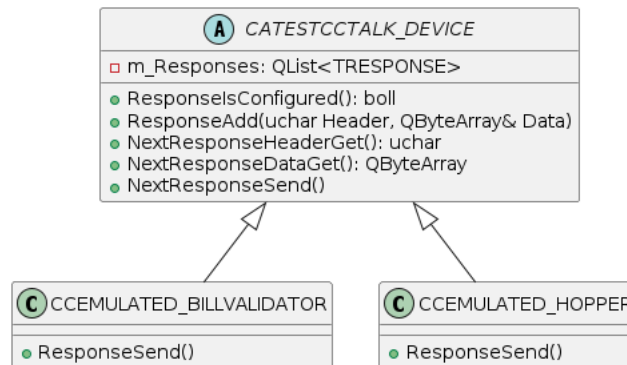 A CATESTCCTALK_DEVICE
m_Responses: QList<TRESPONSE>
ResponseIsConfigured(): boll
ResponseAdd(uchar Header, QByteArray& Data)
NextResponseHeaderGet(): uchar
NextResponseDataGet(): QByteArray
NextResponseSend()
C CCEMULATED_BILLVALIDATOR
ResponseSend()
C CCEMULATED_HOPPER
ResponseSend()